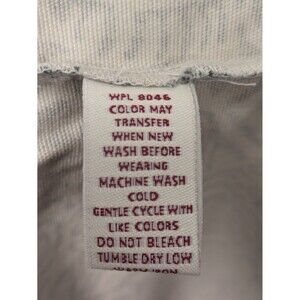 WPL 8046
COLOR MAY
TRANSFER
WHEN NEW
WASH BEFORE
WEARING
MACHINE WASH
COLD
GENTLE CYCLE WITH
LIKE COLORS
DO NOT BLEACH
TUMBLE DRY LOW